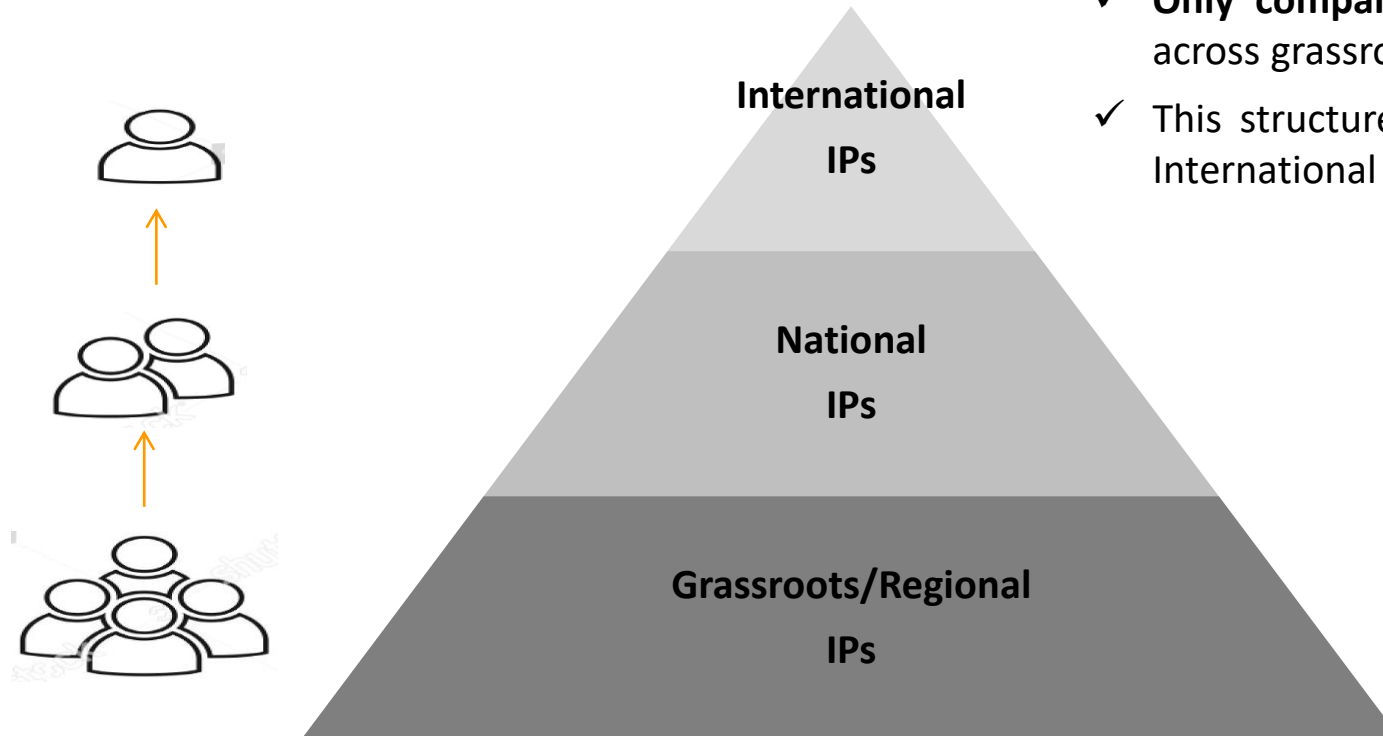 Only
across
✓ This structure
International
International
IPs
National
IPs
Grassroots/Regional
IPs